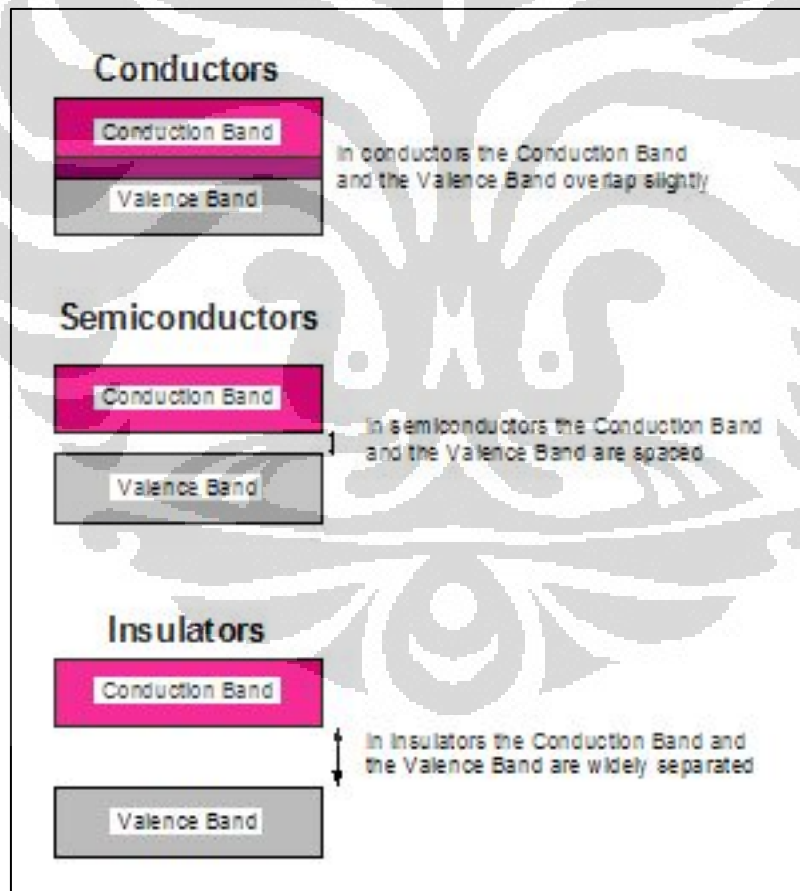 Conductors
Conduction Band
Valence Band
In conductors the Conduction Band
and the Valence Band overlap slightly
Semiconductors
Conduction Band
Valence Band
In semiconductors the Conduction Band
and the Valence Band are spaced
Insulators
Conduction Band
Valence Band
In Insulators the Conduction Band and
the Valence Band are widely separated